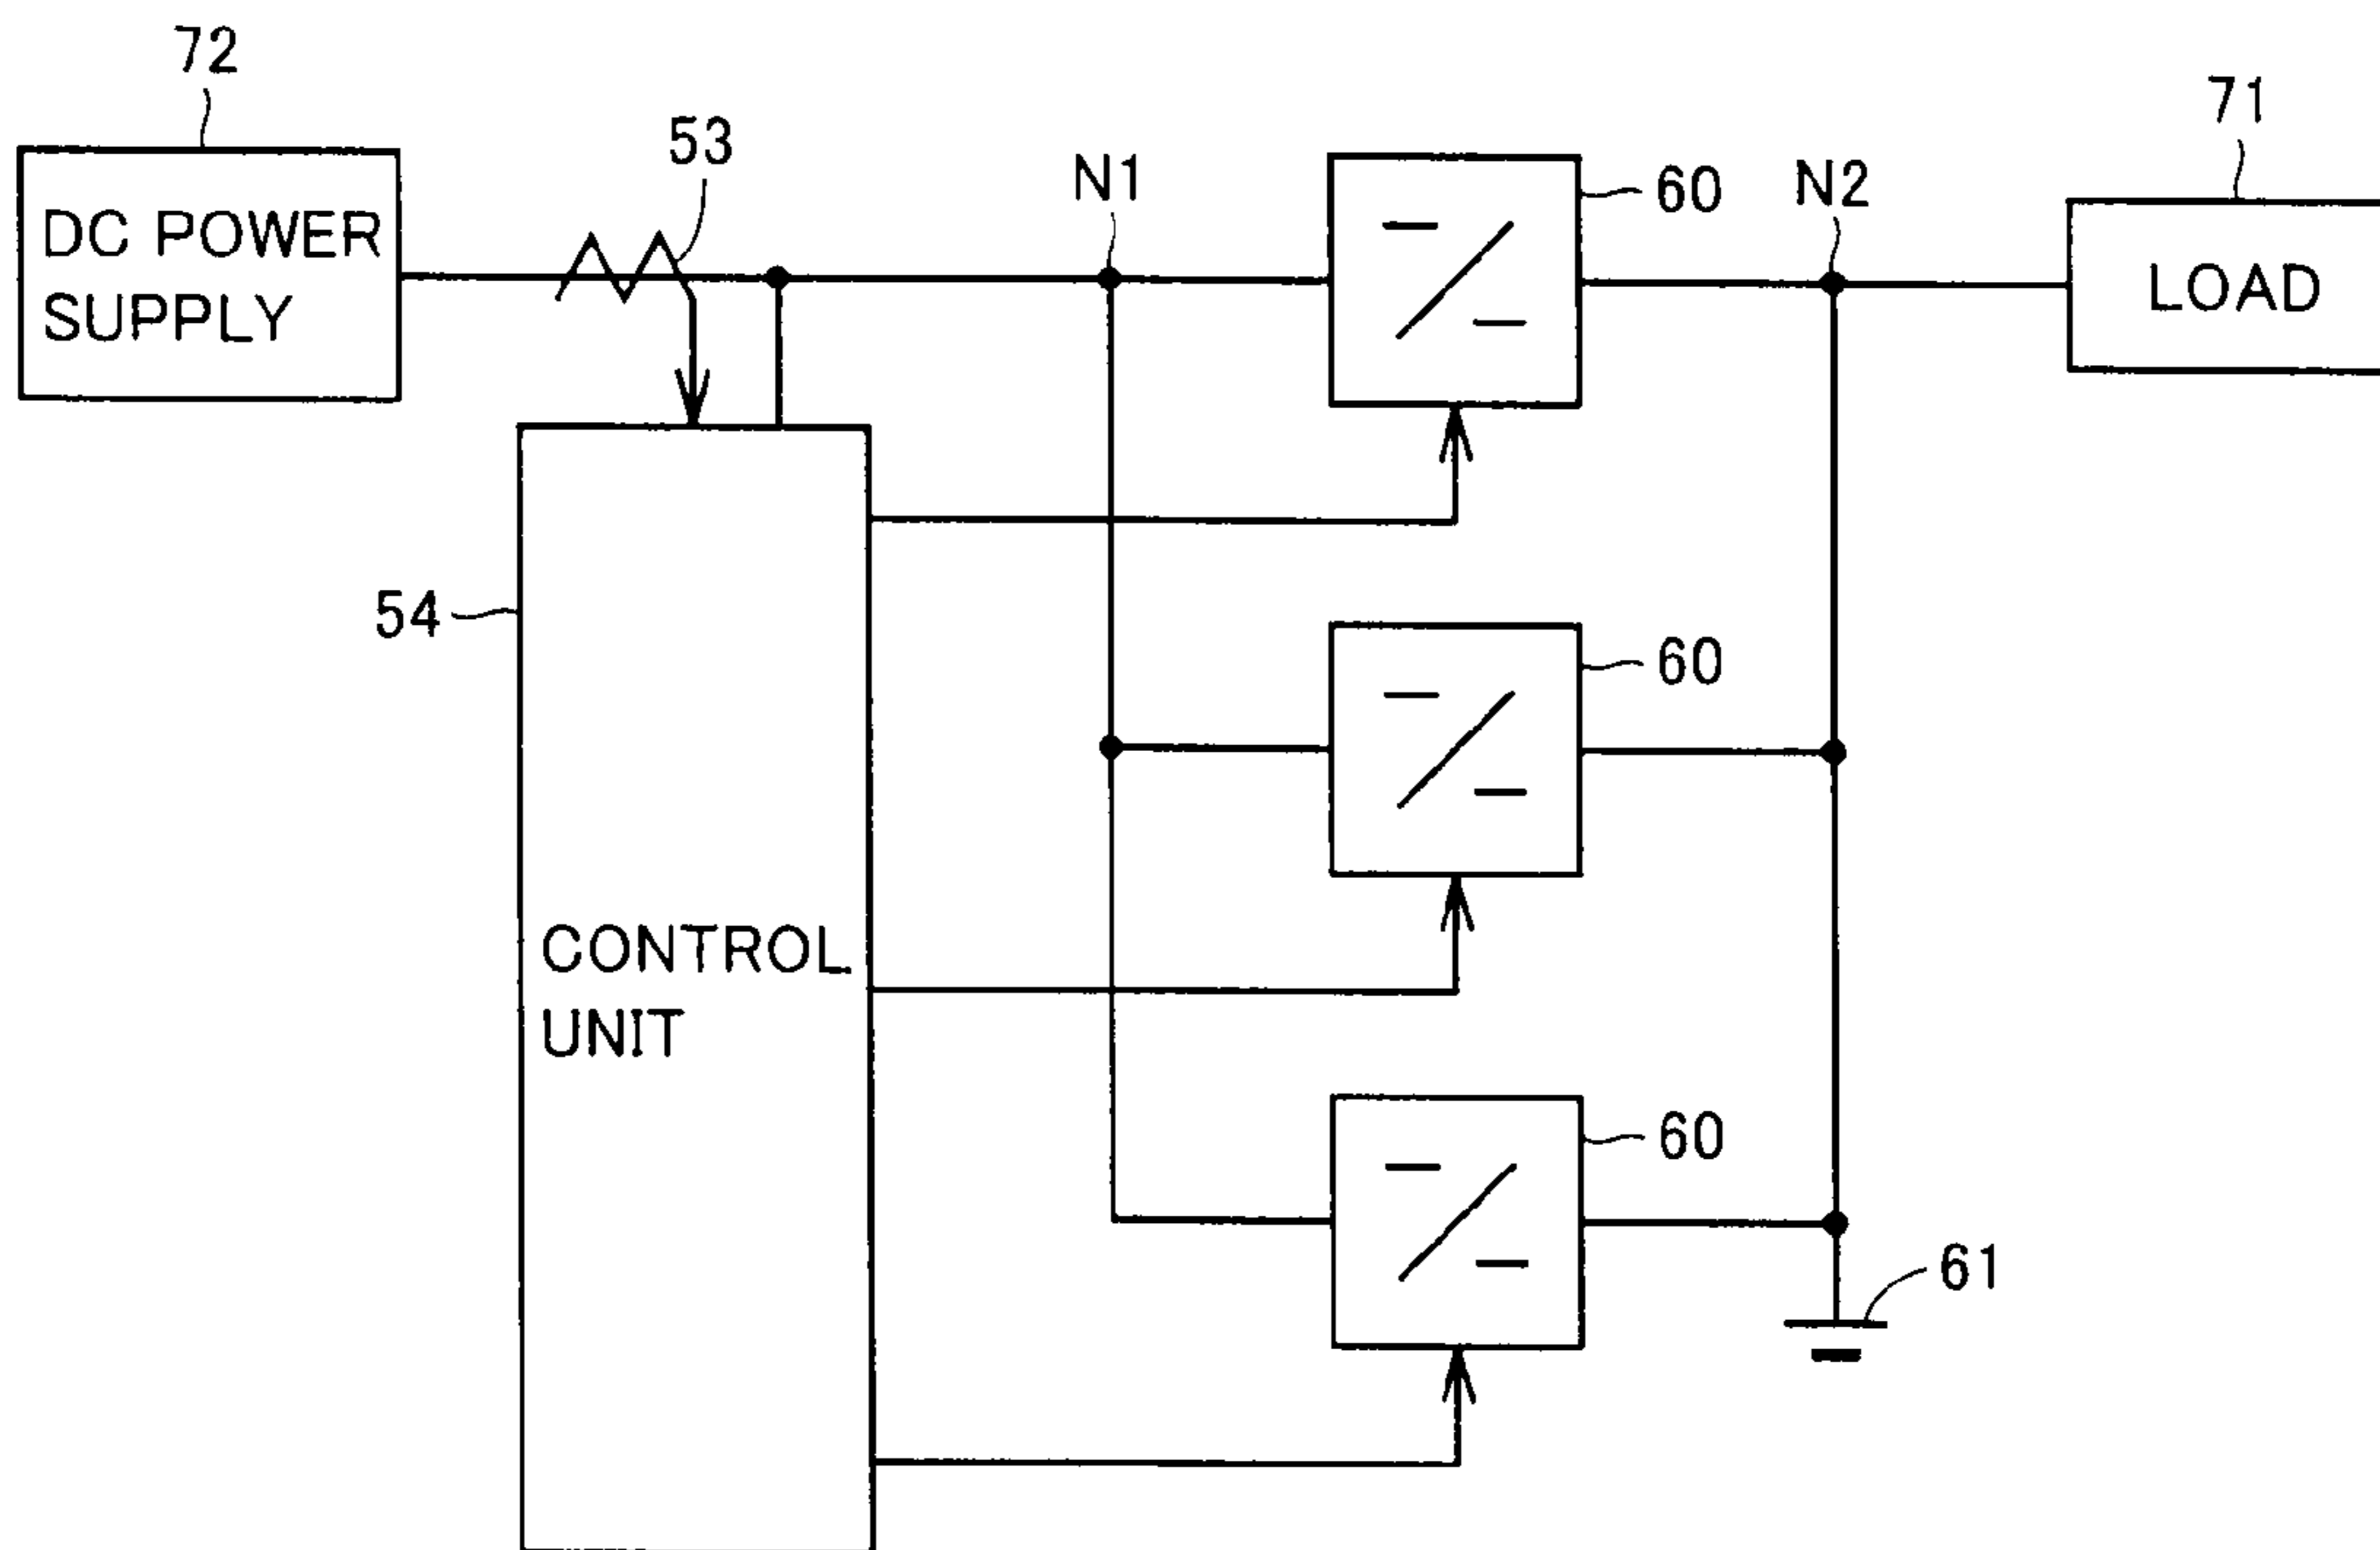 72
DC POWER
SUPPLY
53
N1
60
N2
71
LOAD
54
60
CONTROL
UNIT
60
61